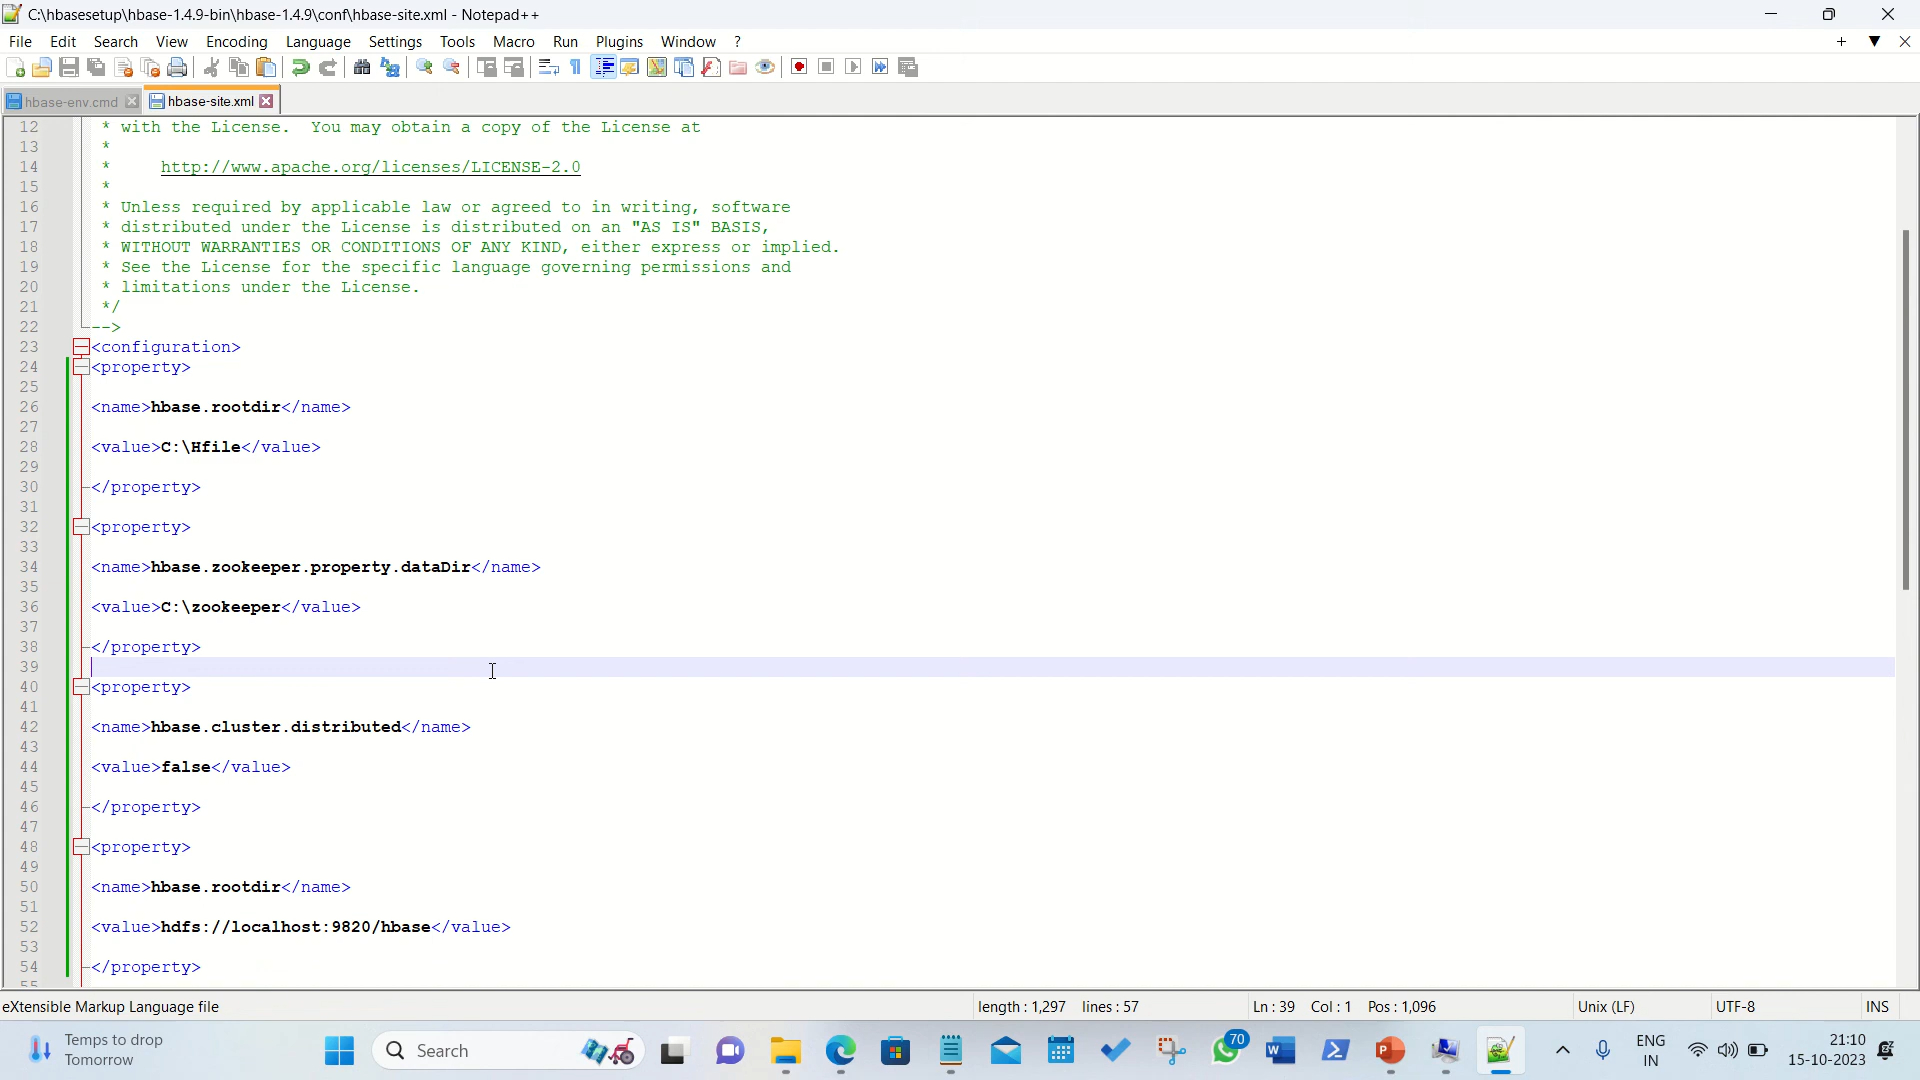 C:\hbasesetup\hbase-1.4.9-bin\hbase-1.4.9\conf\hbase-site.xml - Notepad++
File Edit Search View Encoding Language Settings Tools Macro Run Plugins Window ?
hbase-env.cmd hbase-site.xml
12 * with the License. You may obtain a copy of the License at
13 *
14 * http://www.apache.org/licenses/LICENSE-2.0
15 *
16 * Unless required by applicable law or agreed to in writing, software
17 * distributed under the License is distributed on an "AS IS" BASIS,
18 * WITHOUT WARRANTIES OR CONDITIONS OF ANY KIND, either express or implied.
19 * See the License for the specific language governing permissions and
20 * limitations under the License.
21 */
22 -->
23 <configuration>
24 <property>
25
26 <name>hbase.rootdir</name>
27
28 <value>C:\Hfile</value>
29
30 </property>
31
32 <property>
33
34 <name>hbase.zookeeper.property.dataDir</name>
35
36 <value>C:\zookeeper</value>
37
38 </property>
39
40 <property>
41
42 <name>hbase.cluster.distributed</name>
43
44 <value>false</value>
45
46 </property>
47
48 <property>
49
50 <name>hbase.rootdir</name>
51
52 <value>hdfs://localhost:9820/hbase</value>
53
54 </property>
55
eXtensible Markup Language file length : 1,297 lines : 57 Ln : 39 Col : 1 Pos : 1,096 Unix (LF) UTF-8 INS
Temps to drop
Tomorrow
Search
70
ENG
IN
21:10
15-10-2023